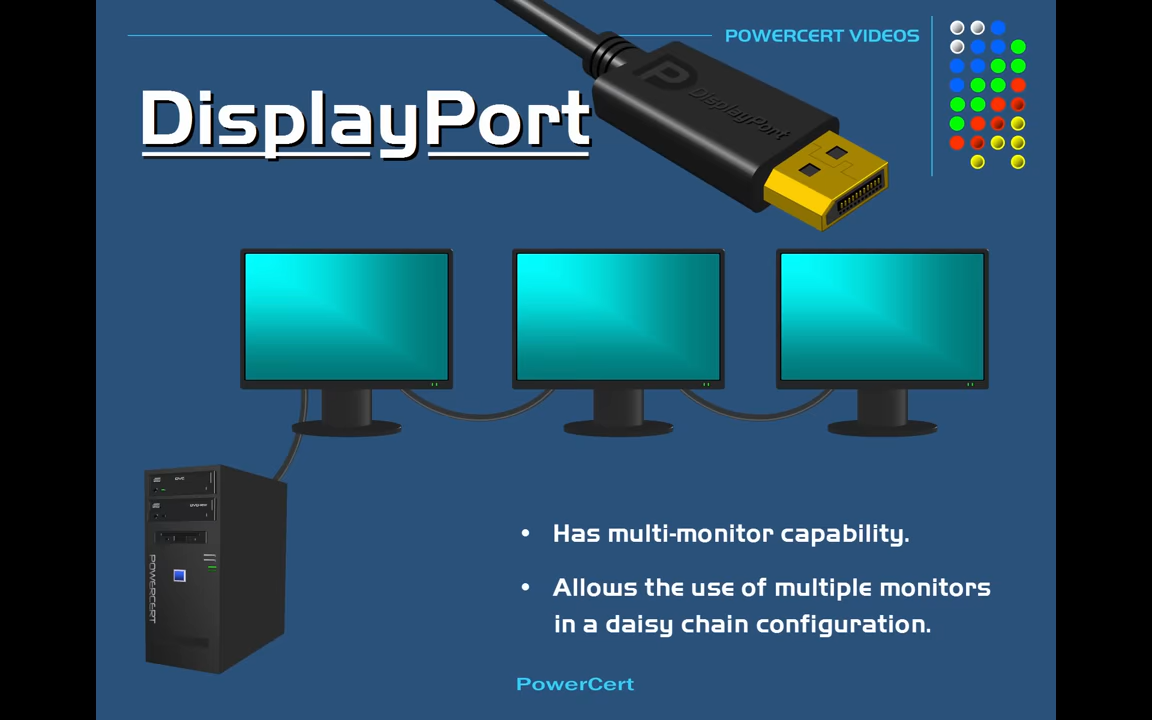 POWERCERT VIDEOS
DisplayPort
DisplayPort
Has multi-monitor capability.
Allows the use of multiple monitors
in a daisy chain configuration.
POWERCERT
PowerCert